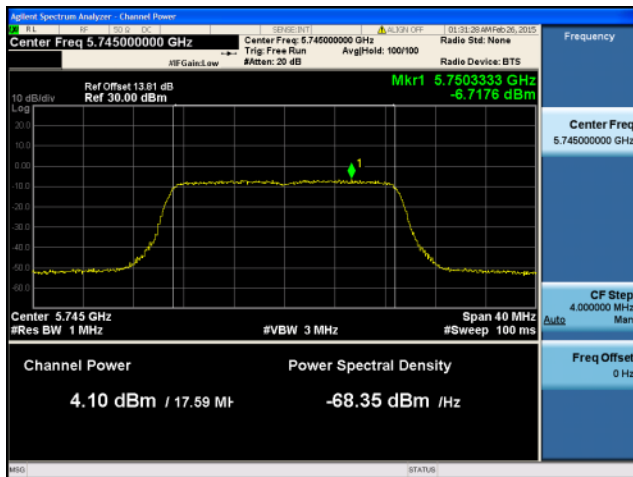 Agilent Spectrum Analyzer - Channel Power
RL RF 50 Ω DC SENSE:INT ALIGN OFF 01:31:28 AM Feb 26, 2015
Center Freq 5.745000000 GHz
Center Freq: 5.745000000 GHz
Radio Std: None
Trig: Free Run Avg|Hold: 100/100
#IFGain:Low #Atten: 20 dB Radio Device: BTS
Mkr1 5.7503333 GHz
-6.7176 dBm
Ref Offset 13.81 dB
10 dB/div Ref 30.00 dBm
Log
20.0
10.0
0.00
-10.0
-20.0
-30.0
-40.0
-50.0
-60.0
1
Center 5.745 GHz Span 40 MHz
#Res BW 1 MHz #VBW 3 MHz #Sweep 100 ms
Channel Power Power Spectral Density
4.10 dBm / 17.59 MH -68.35 dBm /Hz
MSG STATUS
Frequency
Center Freq
5.745000000 GHz
CF Step
4.000000 MHz
Auto Man
Freq Offset
0 Hz